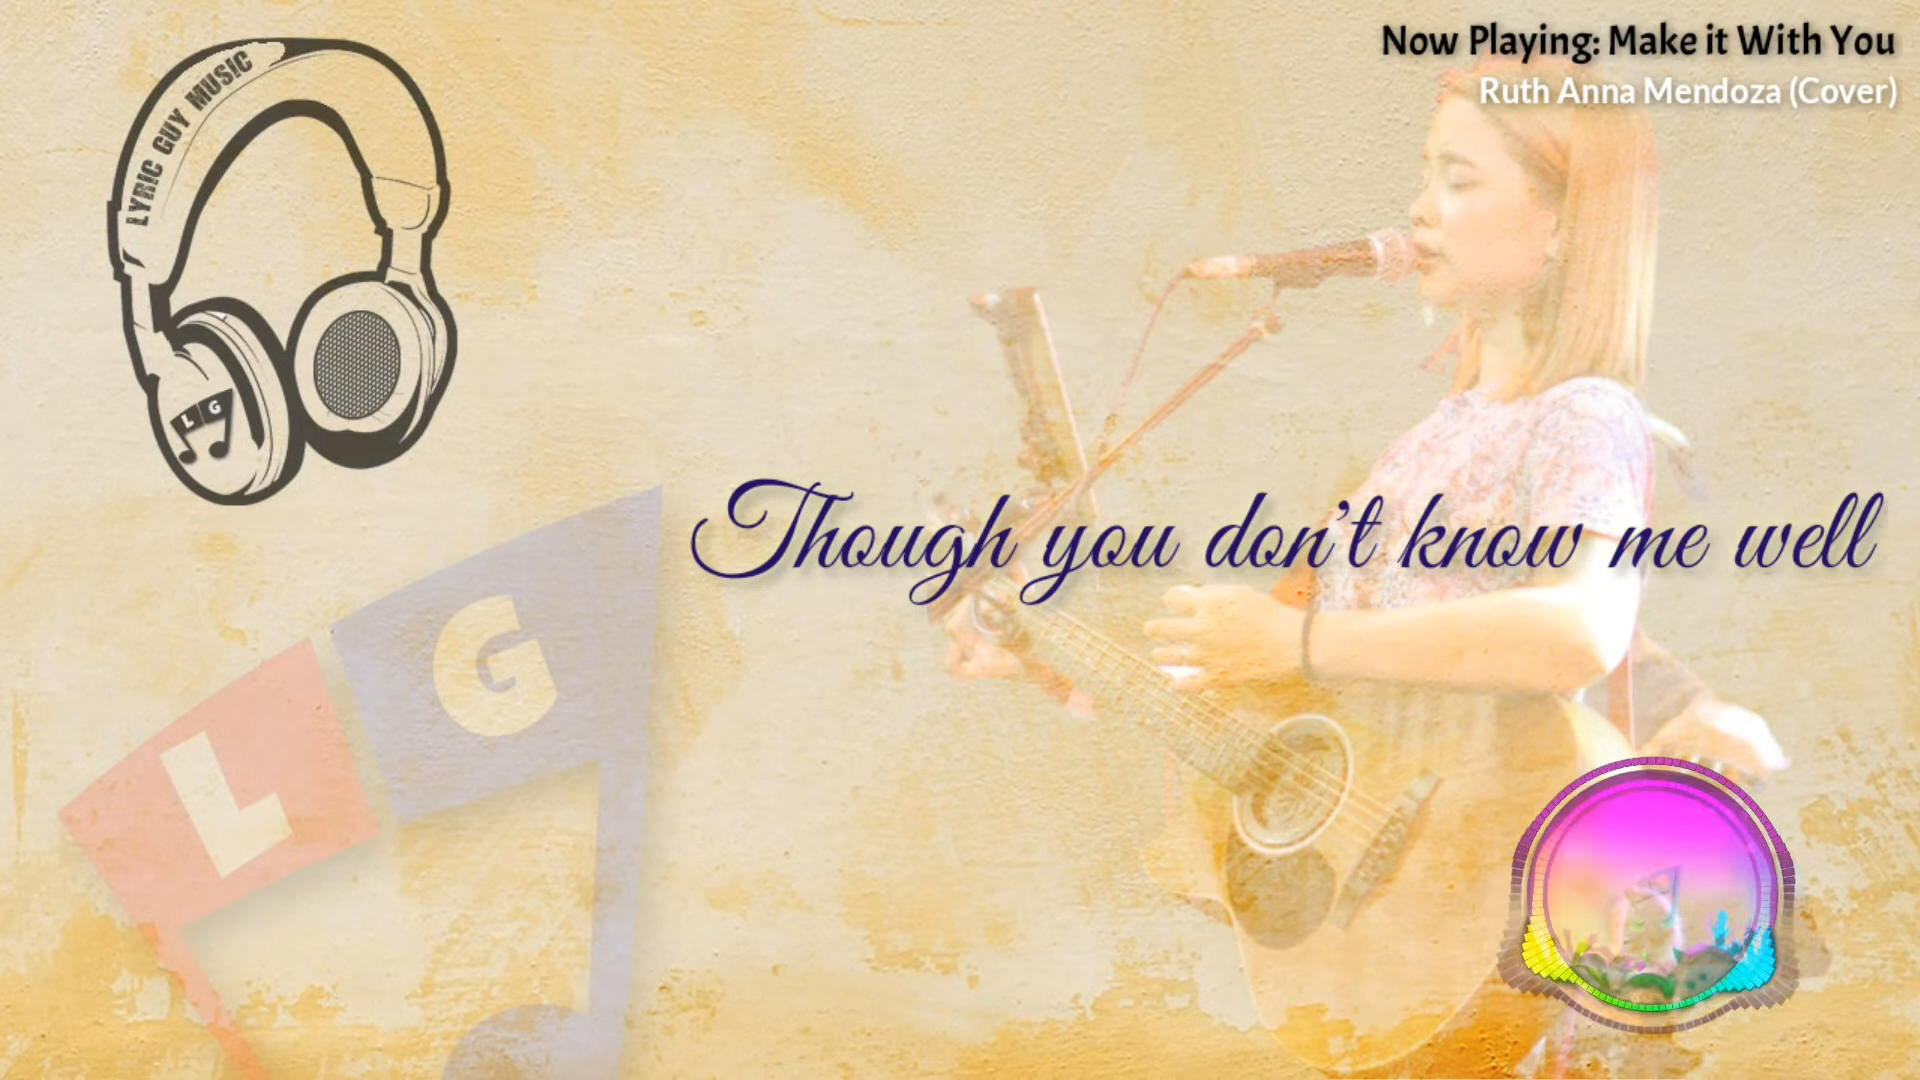 Now Playing: Make it With You
Ruth Anna Mendoza (Cover)
LYRIC GUY MUSIC
L G
Though you don't know me well
L G